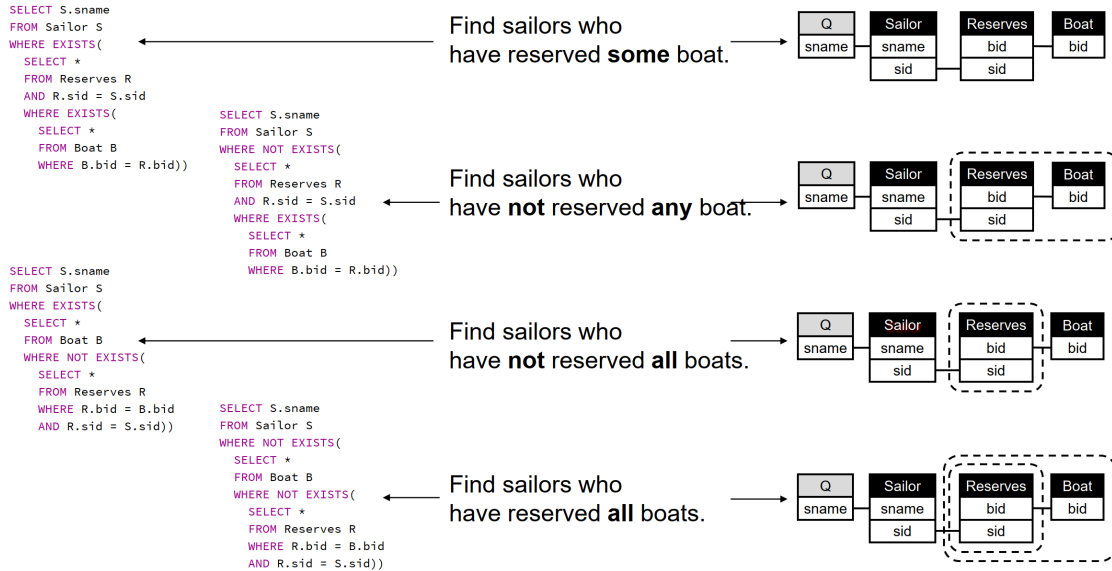 SELECT S.sname
FROM Sailor S
WHERE EXISTS(
SELECT *
FROM Reserves R
AND R.sid = S.sid
WHERE EXISTS(
SELECT *
FROM Boat B
WHERE B.bid = R.bid))
Find sailors who
have reserved some boat.
Q
sname
Sailor
sname
sid
Reserves
bid
sid
Boat
bid
SELECT S.sname
FROM Sailor S
WHERE NOT EXISTS(
SELECT *
FROM Reserves R
AND R.sid = S.sid
WHERE EXISTS(
SELECT *
FROM Boat B
WHERE B.bid = R.bid))
Find sailors who
have not reserved any boat.
Q
sname
Sailor
sname
sid
Reserves
bid
sid
Boat
bid
SELECT S.sname
FROM Sailor S
WHERE EXISTS(
SELECT *
FROM Boat B
WHERE NOT EXISTS(
SELECT *
FROM Reserves R
WHERE R.bid = B.bid
AND R.sid = S.sid))
Find sailors who
have not reserved all boats.
Q
sname
Sailor
sname
sid
Reserves
bid
sid
Boat
bid
SELECT S.sname
FROM Sailor S
WHERE NOT EXISTS(
SELECT *
FROM Boat B
WHERE NOT EXISTS(
SELECT *
FROM Reserves R
WHERE R.bid = B.bid
AND R.sid = S.sid))
Find sailors who
have reserved all boats.
Q
sname
Sailor
sname
sid
Reserves
bid
sid
Boat
bid